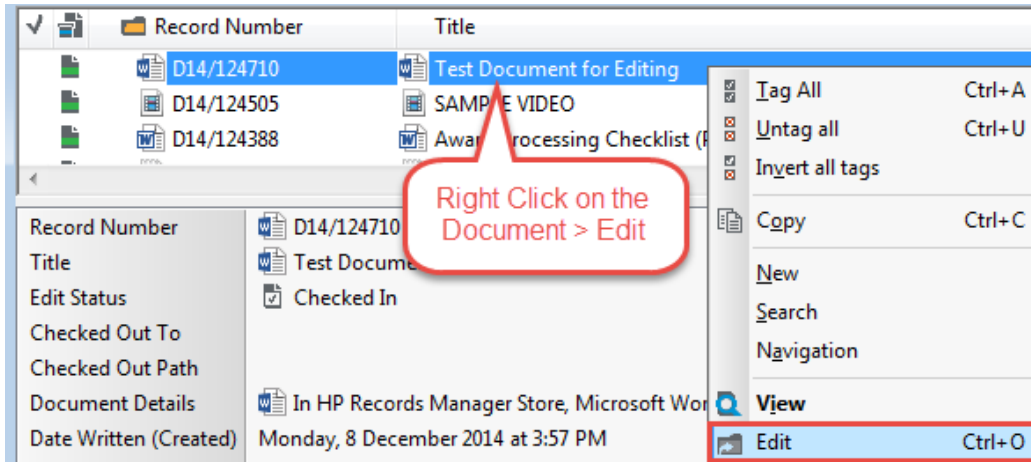 Record Number Title
D14/124710 Test Document for Editing
D14/124505 SAMPLE VIDEO
D14/124388 Processing Checklist
Right Click on the
Document > Edit
Tag All Ctrl+A
Untag all Ctrl+U
Invert all tags
Copy Ctrl+C
New
Search
Navigation
View
Edit Ctrl+O
Record Number D14/124710
Title Test
Edit Status Checked In
Checked Out To
Checked Out Path
Document Details In HP Records Manager Store, Microsoft
Date Written (Created) Monday, 8 December 2014 at 3:57 PM